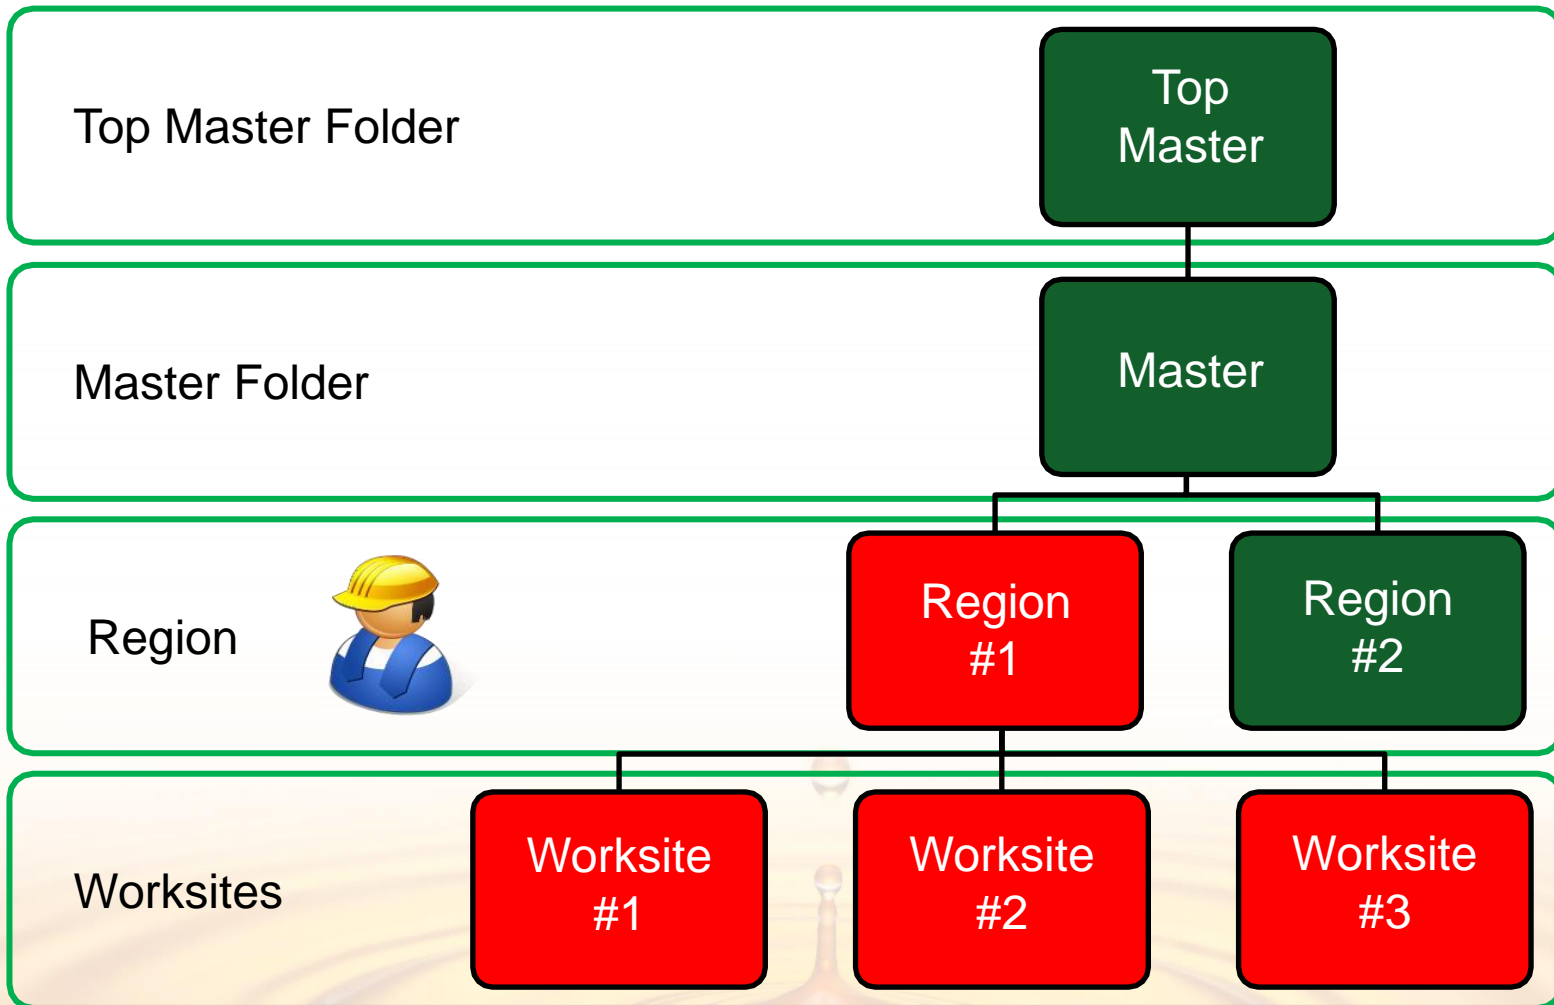 Top Master Folder
Top
Master
Master Folder
Master
Region
Region
#1
Region
#2
Worksites
Worksite
#1
Worksite
#2
Worksite
#3